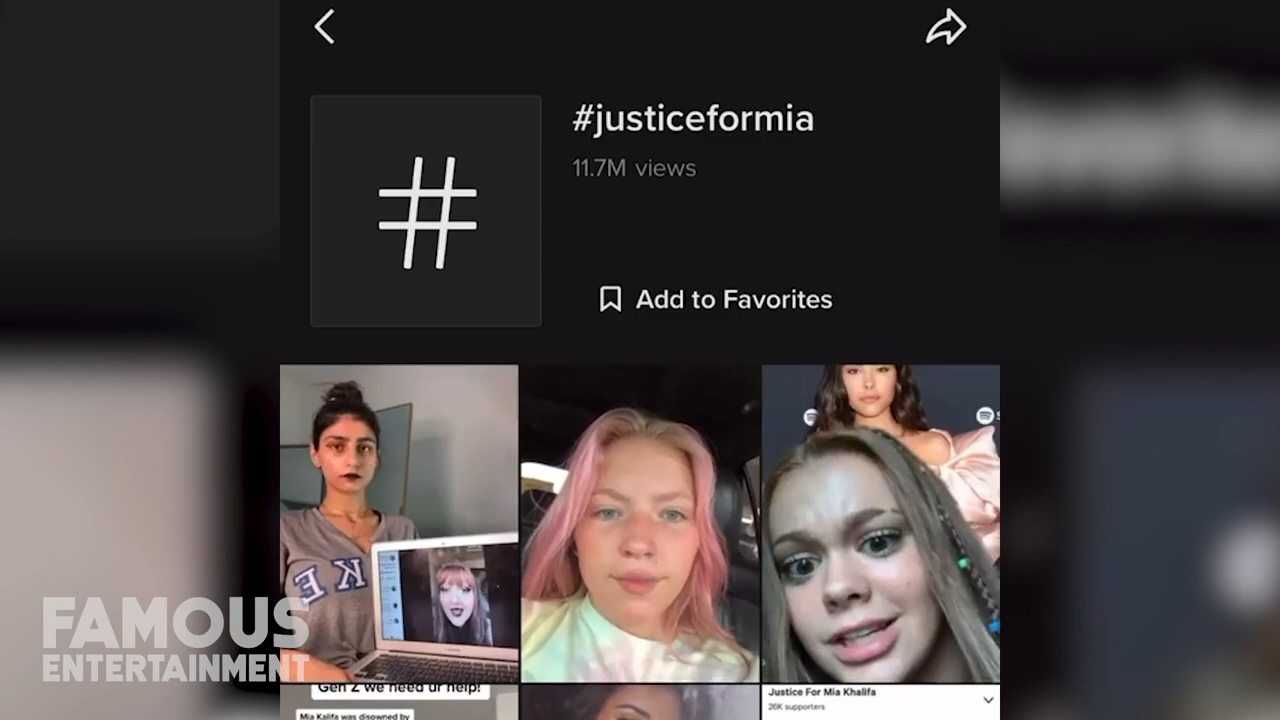 #justiceformia
11.7M views
Add to Favorites
KE
FAMOUS
ENTERTAINMENT
Gen Z we need ur help!
Mia Kalifa was disowned by
Justice For Mia Khalifa
26K supporters